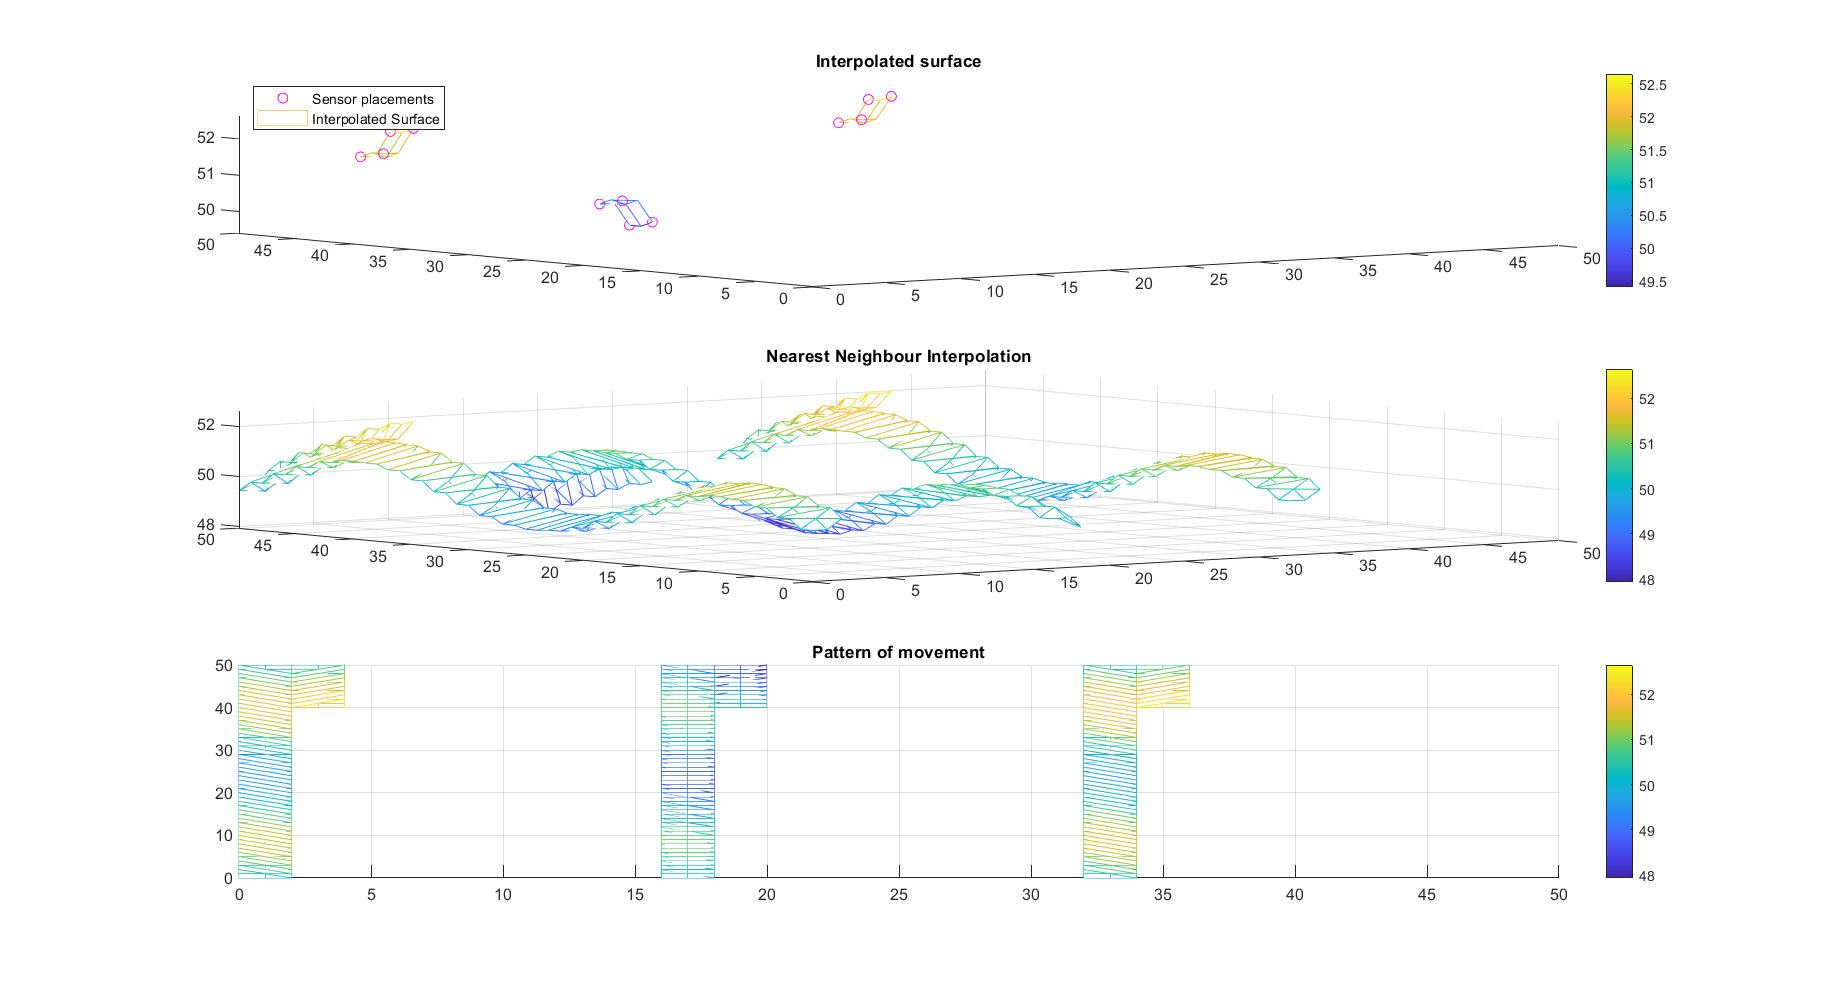 Interpolated surface
Sensor placements
Interpolated Surface
52
51
50
50 45 40 35 30 25 20 15 10 5 0
0 5 10 15 20 25 30 35 40 45 50
52.5
52
51.5
51
50.5
50
49.5
Nearest Neighbour Interpolation
52
50
48
50 45 40 35 30 25 20 15 10 5 0
0 5 10 15 20 25 30 35 40 45 50
52
51
50
49
48
Pattern of movement
50
40
30
20
10
0
0 5 10 15 20 25 30 35 40 45 50
52
51
50
49
48